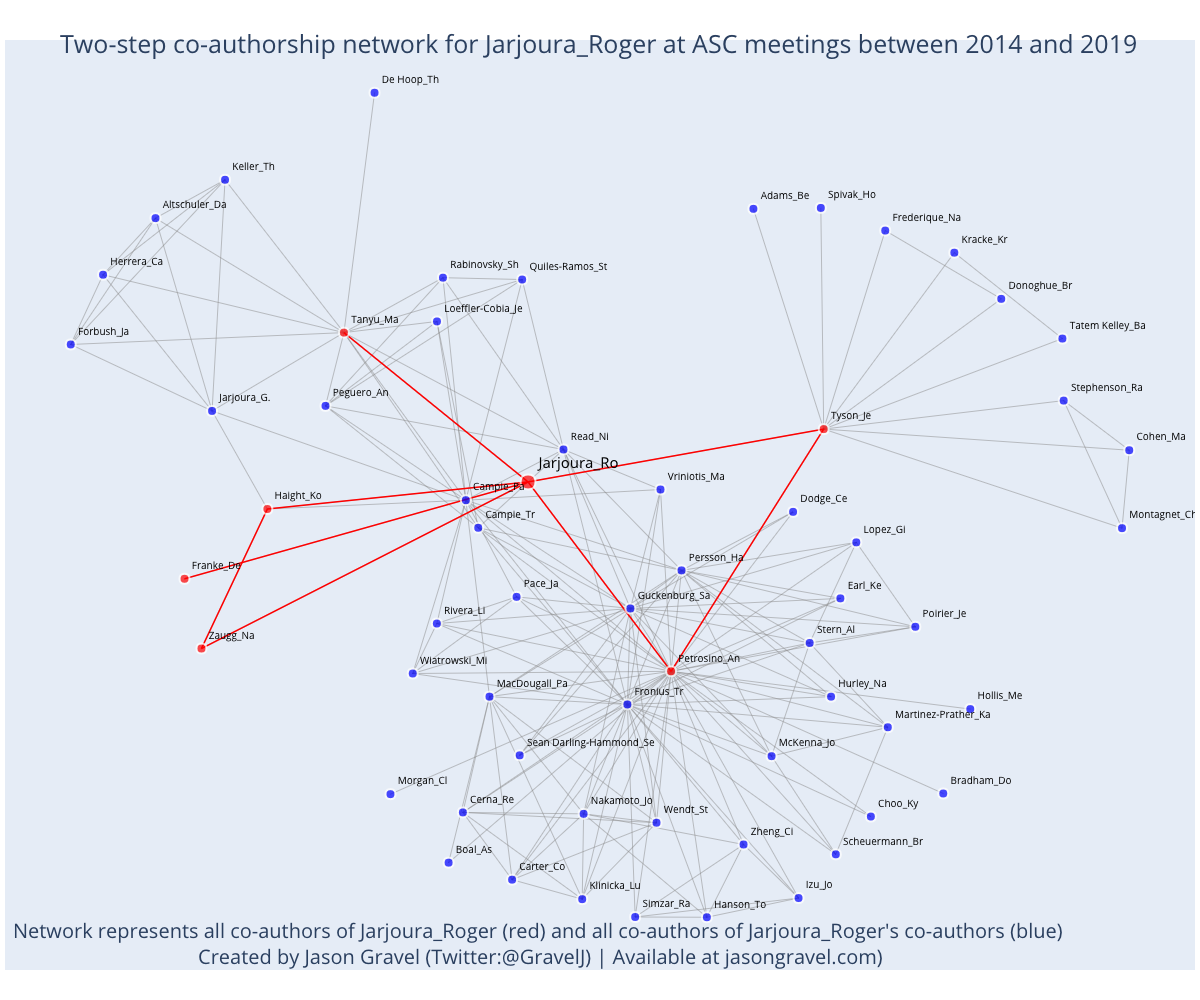 Two-step co-authorship network for Jarjoura_Roger at ASC meetings between 2014 and 2019
De Hoop_Th
Keller_Th
Altschuler_Da
Adams_Be
Spivak_Ho
Frederique_Na
Kracke_Kr
Herrera_Ca
Rabinovsky_Sh
Quiles-Ramos_St
Donoghue_Br
Loeffler-Cobia_Je
Tanyu_Ma
Tatem Kelley_Ba
Forbush_Ja
Stephenson_Ra
Peguero_An
Jarjoura_G.
Tyson_Je
Read_Ni
Cohen_Ma
Jarjoura_Ro
Vriniotis_Ma
Campie_Pa
Haight_Ko
Dodge_Ce
Campie_Tr
Montagnet_Ch
Lopez_Gi
Persson_Ha
Franke_De
Pace_Ja
Earl_Ke
Guckenburg_Sa
Rivera_Li
Poirier_Je
Stern_Al
Zaugg_Na
Wiatrowski_Mi
Petrosino_An
MacDougall_Pa
Hurley_Na
Fronius_Tr
Hollis_Me
Martinez-Prather_Ka
Sean Darling-Hammond_Se
McKenna_Jo
Morgan_Cl
Bradham_Do
Cerna_Re
Nakamoto_Jo
Choo_Ky
Wendt_St
Zheng_Ci
Scheuermann_Br
Boal_As
Carter_Co
Klinicka_Lu
Izu_Jo
Simzar_Ra
Hanson_To
Network represents all co-authors of Jarjoura_Roger (red) and all co-authors of Jarjoura_Roger's co-authors (blue)
Created by Jason Gravel (Twitter:@GravelJ) | Available at jasongravel.com)